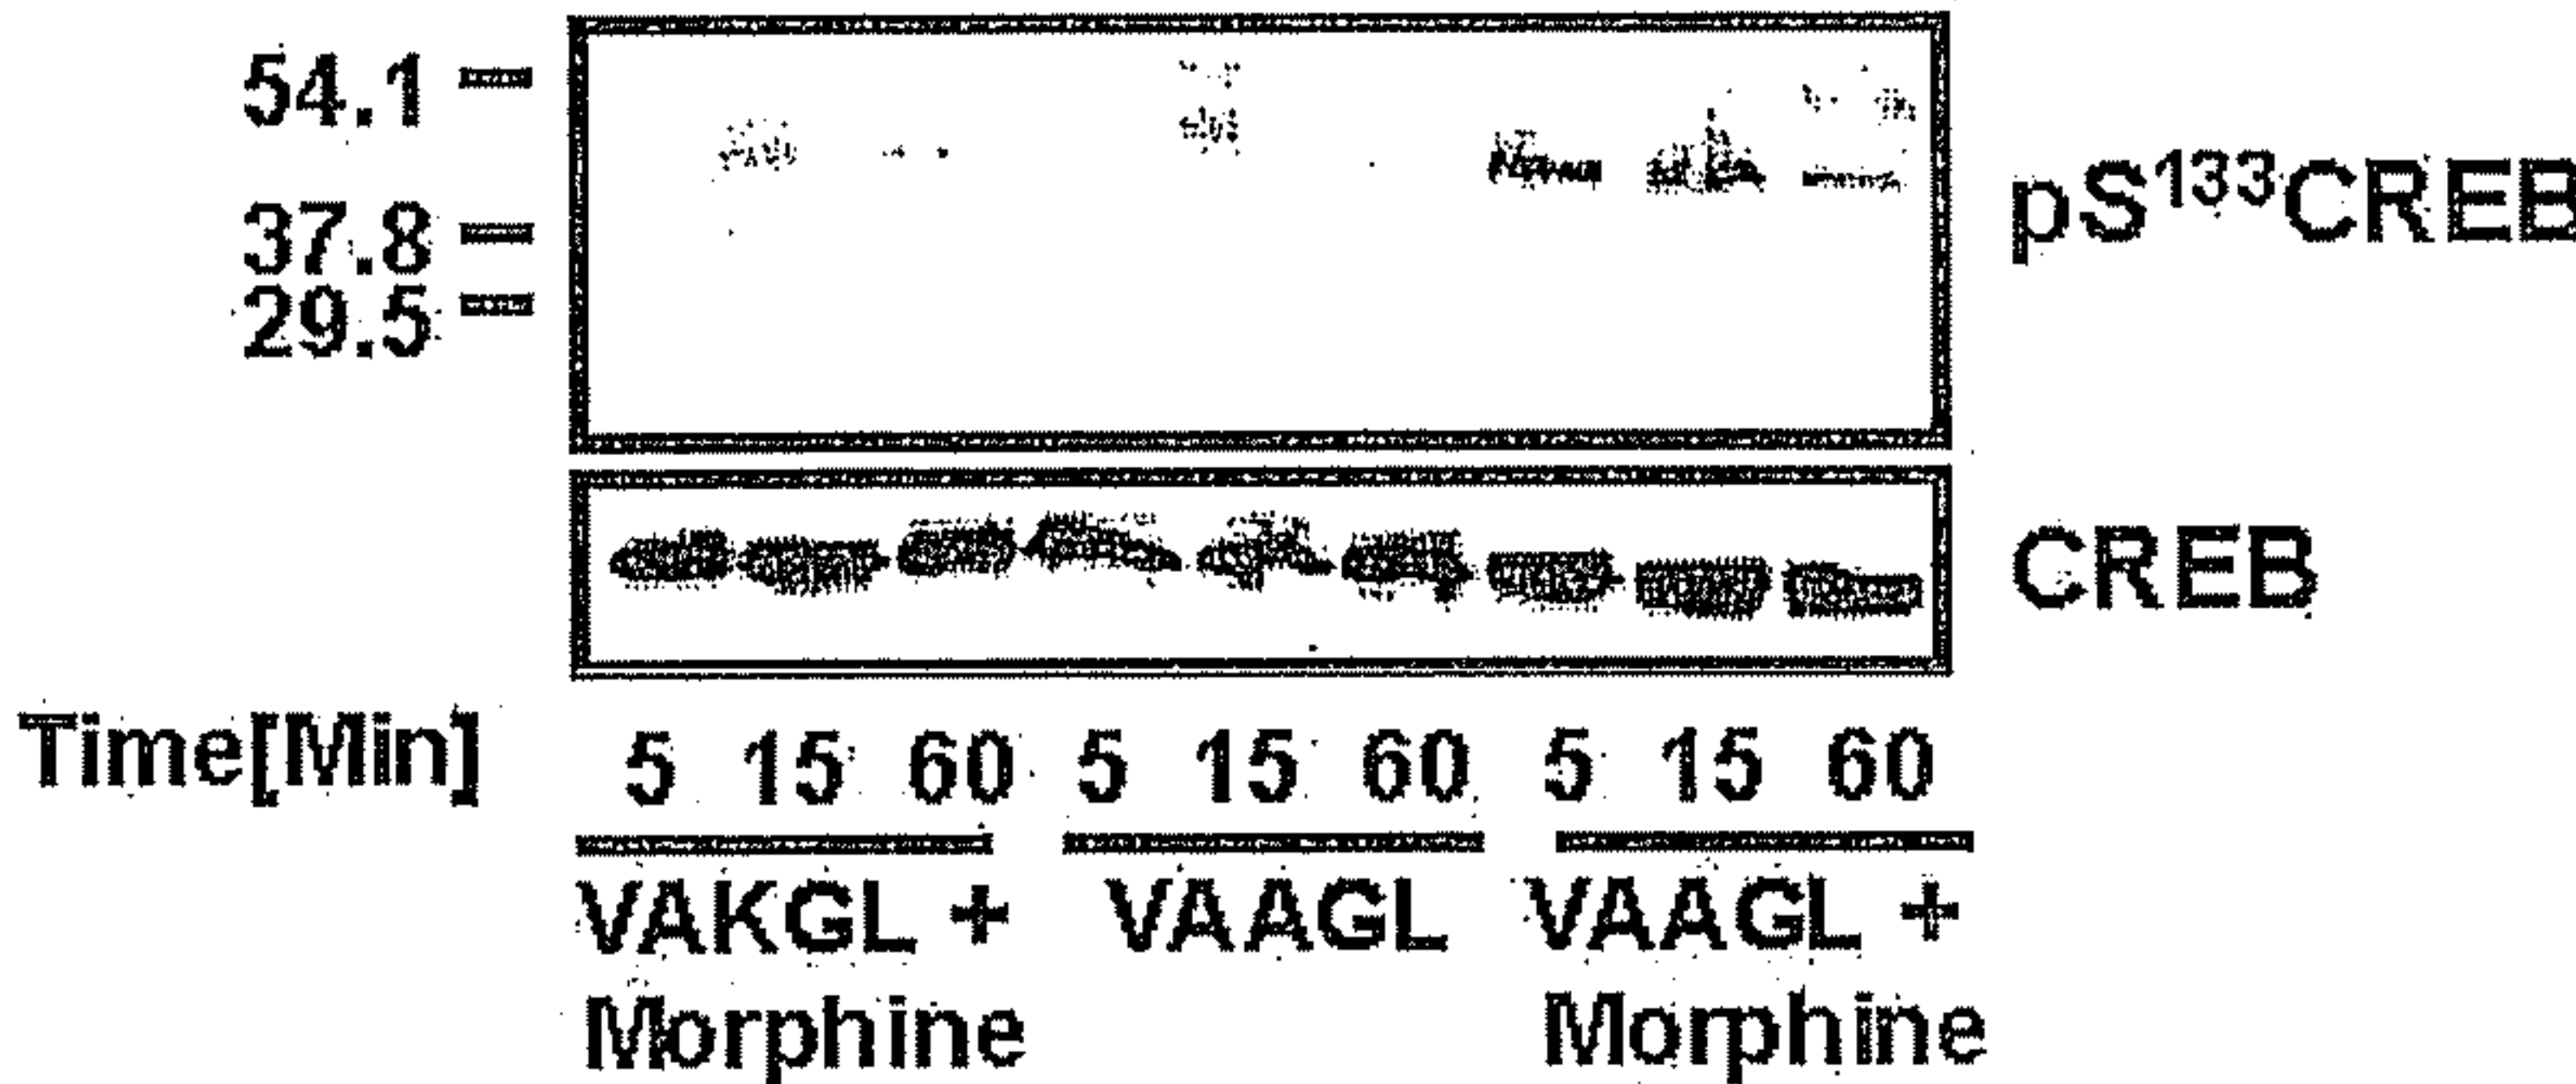 54.1
37.8
29.5
pS¹³³CREB
CREB
Time[Min] 5 15 60 5 15 60 5 15 60
VAKGL + VAAGL VAAGL +
Morphine Morphine